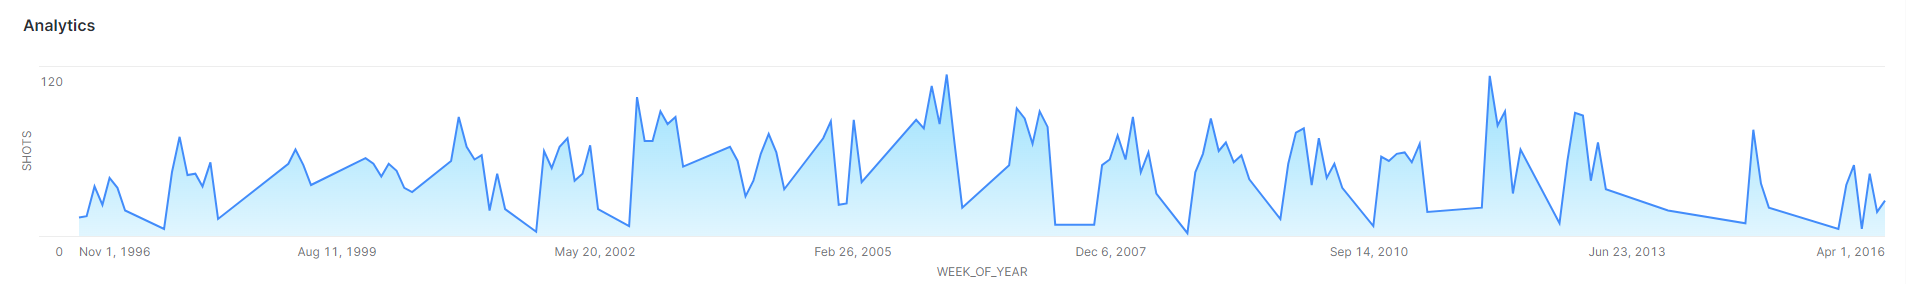 Analytics
120
SHOTS
0
Nov 1, 1996 Aug 11, 1999 May 20, 2002 Feb 26, 2005 Dec 6, 2007 Sep 14, 2010 Jun 23, 2013 Apr 1, 2016
WEEK_OF_YEAR